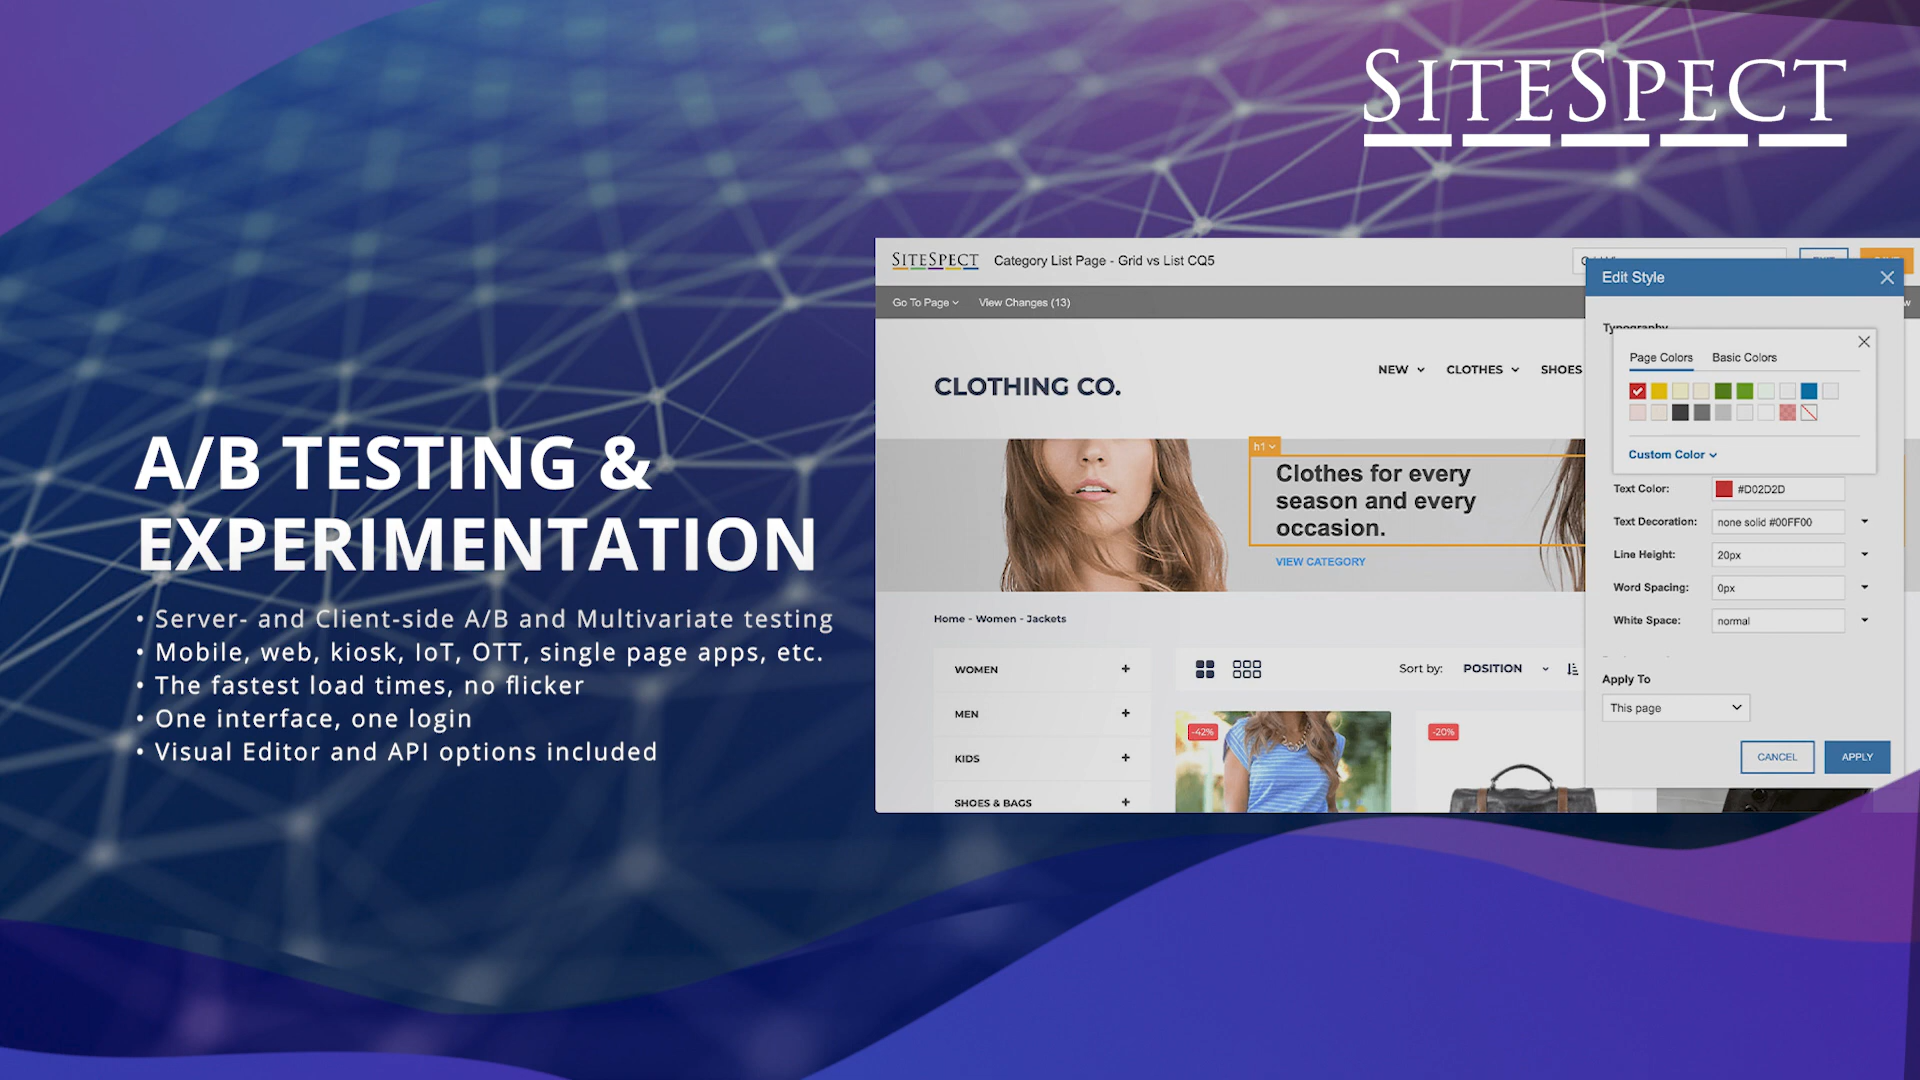 SITESPECT
A/B TESTING &
EXPERIMENTATION
• Server- and Client-side A/B and Multivariate testing
• Mobile, web, kiosk, IoT, OTT, single page apps, etc.
• The fastest load times, no flicker
• One interface, one login
• Visual Editor and API options included
SITESPECT Category List Page - Grid vs List CQ5
Go To Page View Changes (13)
CLOTHING CO.
NEW CLOTHES SHOES
h1
Clothes for every
season and every
occasion.
VIEW CATEGORY
Home - Women - Jackets
WOMEN +
MEN +
KIDS +
SHOES & BAGS +
Sort by: POSITION
-42% -20%
Edit Style
Typography
Page Colors Basic Colors
Custom Color
Text Color: #D02D2D
Text Decoration: none solid #00FF00
Line Height: 20px
Word Spacing: 0px
White Space: normal
Apply To
This page
CANCEL APPLY